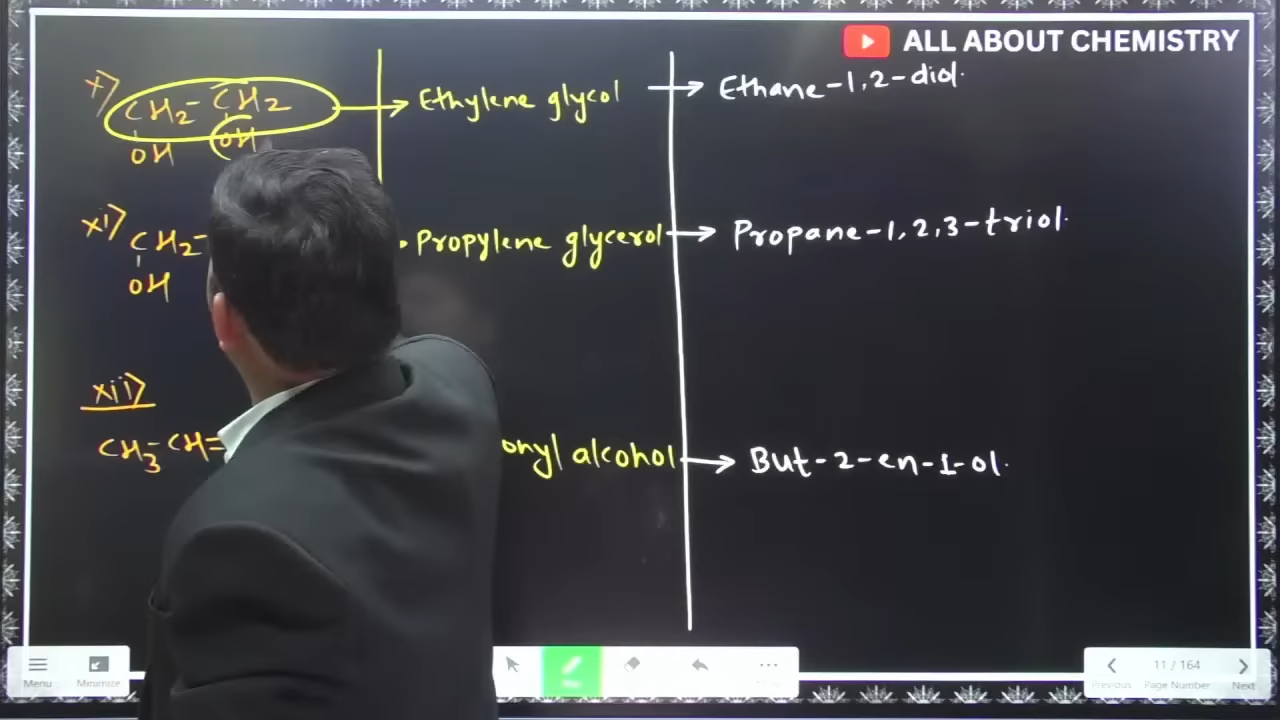 ALL ABOUT CHEMISTRY
x) CH2-CH2 → Ethylene glycol → Ethane-1,2-diol.
OH OH
xi) CH2- Propylene glycerol → Propane-1,2,3-triol.
OH
xii)
CH3-CH= onyl alcohol → But-2-en-1-ol.
Menu
Minimize
11 / 164
Previous Page Number Next